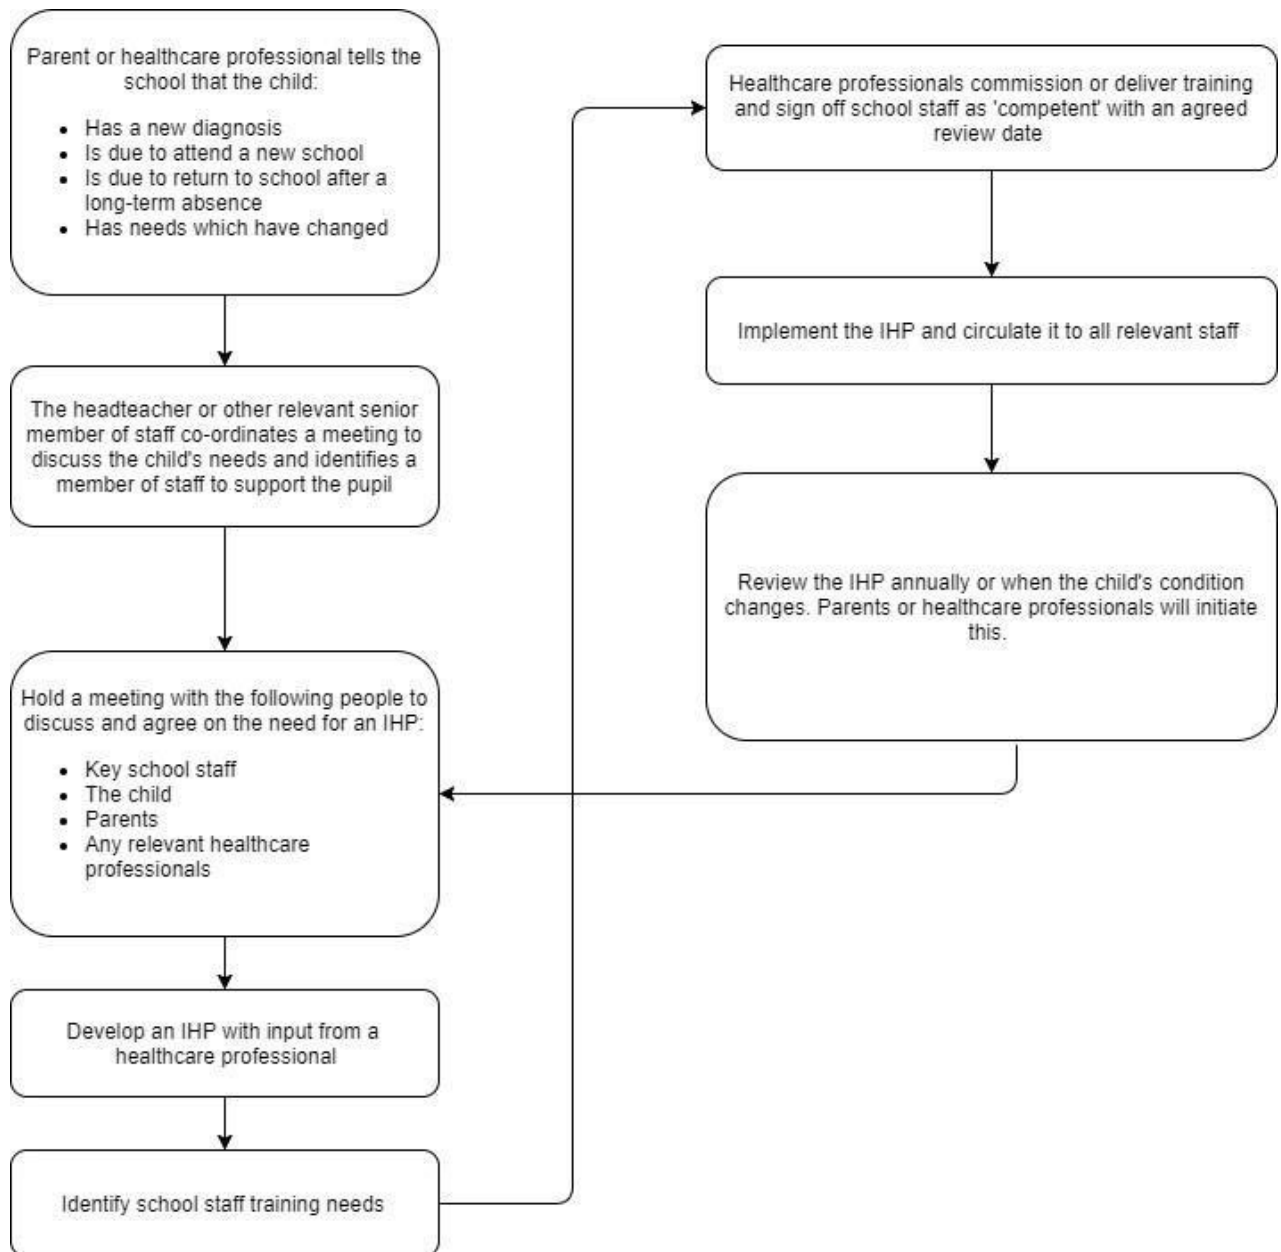 Parent or healthcare professional tells the
school that the child:
• Has a new diagnosis
• Is due to attend a new school
• Is due to return to school after a
long-term absence
• Has needs which have changed
The headteacher or other relevant senior
member of staff co-ordinates a meeting to
discuss the child's needs and identifies a
member of staff to support the pupil
Hold a meeting with the following people to
discuss and agree on the need for an IHP:
• Key school staff
• The child
• Parents
• Any relevant healthcare
professionals
Develop an IHP with input from a
healthcare professional
Identify school staff training needs
Healthcare professionals commission or deliver training
and sign off school staff as 'competent' with an agreed
review date
Implement the IHP and circulate it to all relevant staff
Review the IHP annually or when the child's condition
changes. Parents or healthcare professionals will initiate
this.